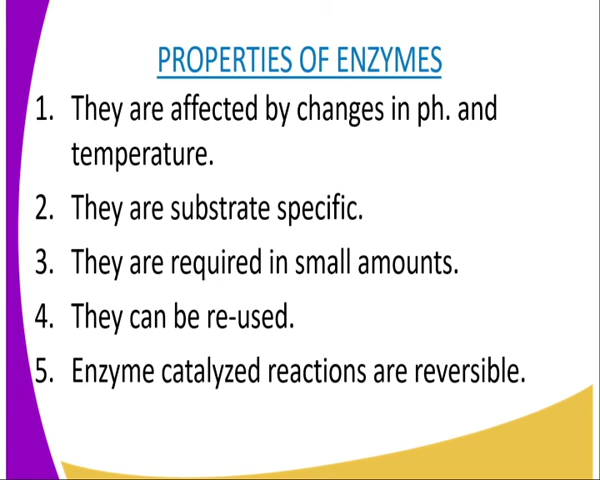 PROPERTIES OF ENZYMES
1. They are affected by changes in ph. and
temperature.
2. They are substrate specific.
3. They are required in small amounts.
4. They can be re-used.
5. Enzyme catalyzed reactions are reversible.